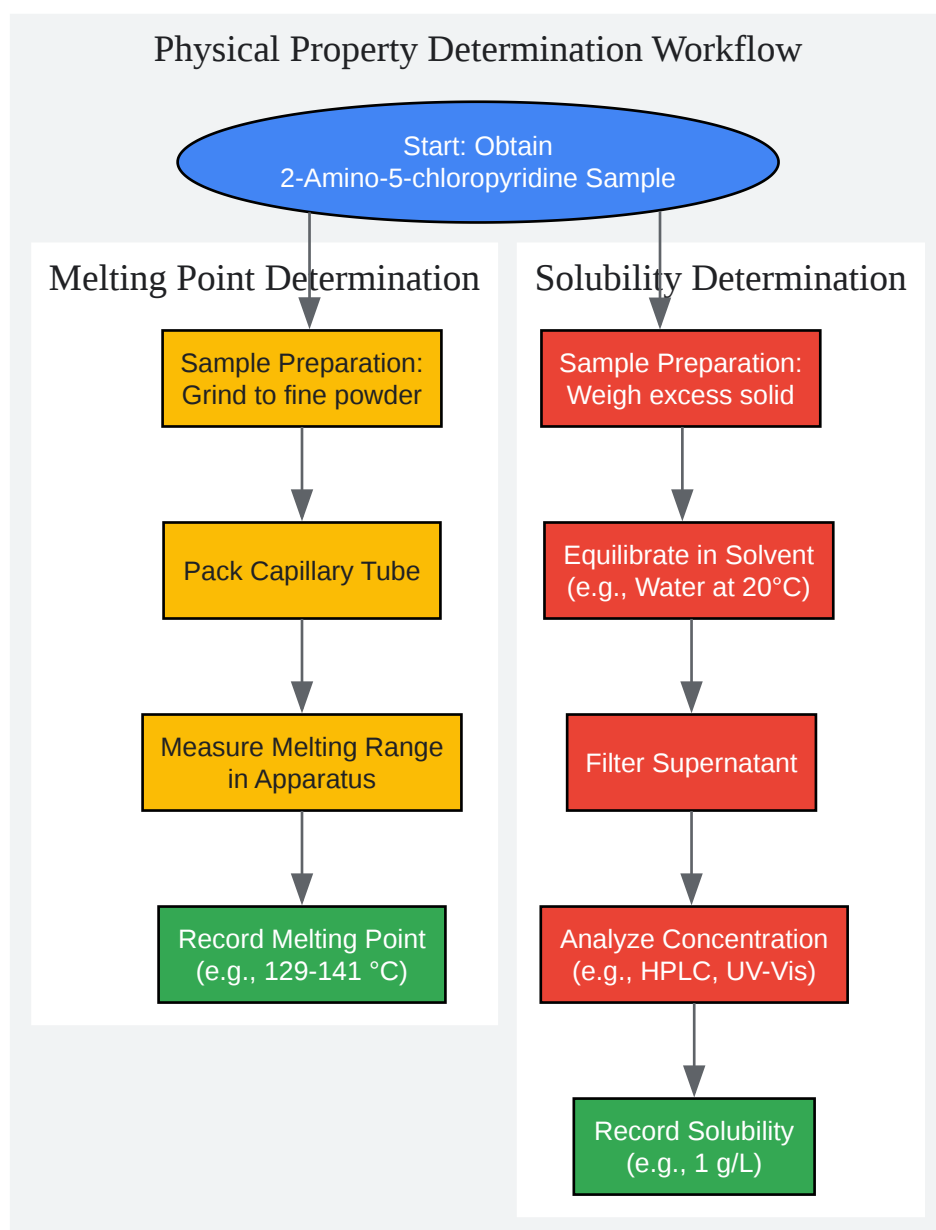 Physical Property Determination Workflow
Start: Obtain
2-Amino-5-chloropyridine Sample
Melting Point Determination
Sample Preparation:
Grind to fine powder
Pack Capillary Tube
Measure Melting Range
in Apparatus
Record Melting Point
(e.g., 129-141 °C)
Solubility Determination
Sample Preparation:
Weigh excess solid
Equilibrate in Solvent
(e.g., Water at 20°C)
Filter Supernatant
Analyze Concentration
(e.g., HPLC, UV-Vis)
Record Solubility
(e.g., 1 g/L)